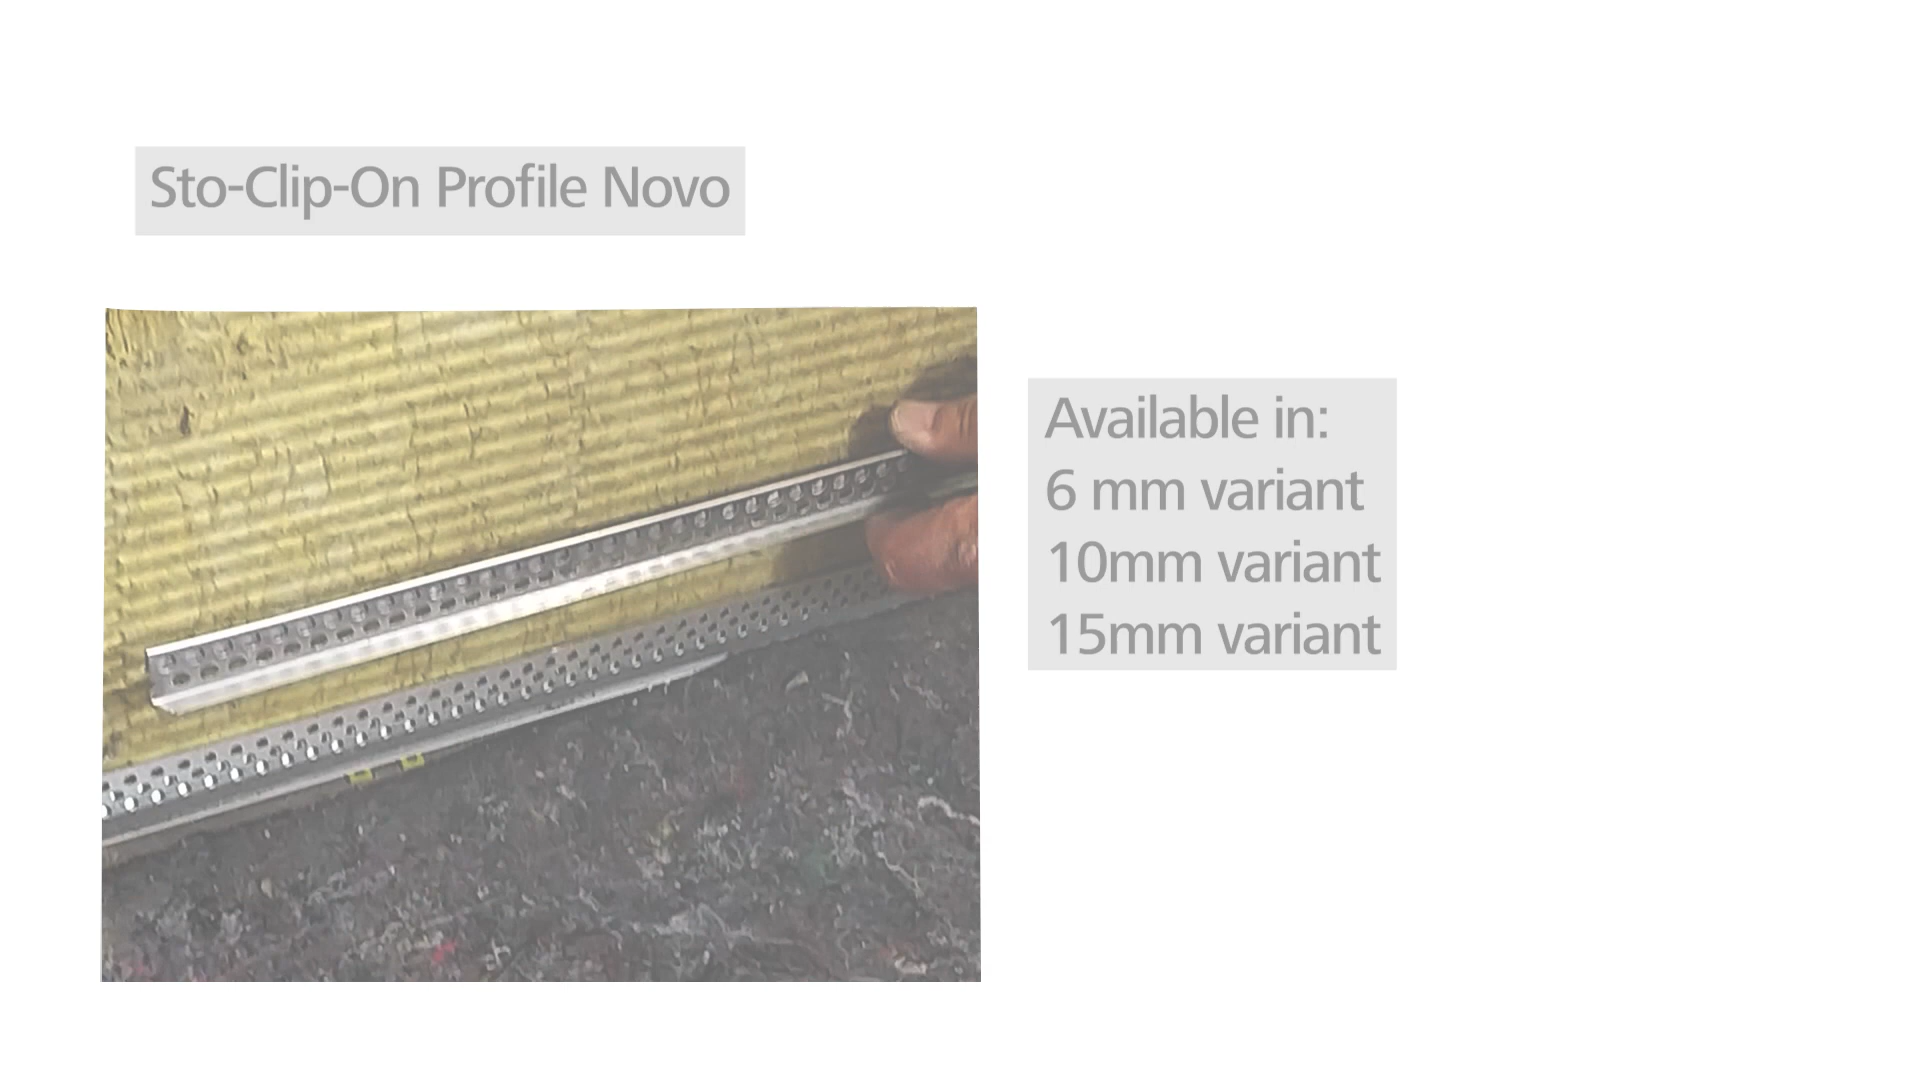 Sto-Clip-On Profile Novo
Available in:
6 mm variant
10mm variant
15mm variant